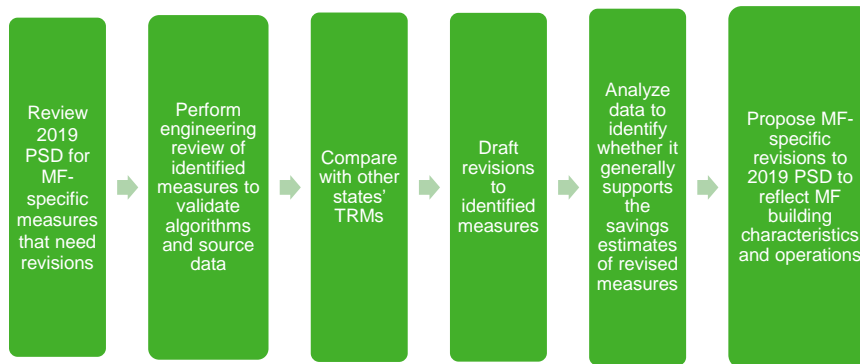 Review
2019
PSD for
MF-
specific
measures
that need
revisions
Perform
engineering
review of
identified
measures to
validate
algorithms
and source
data
Compare
with other
states'
TRMs
Draft
revisions
to
identified
measures
Analyze
data to
identify
whether it
generally
supports
the
savings
estimates
of revised
measures
Propose MF-
specific
revisions to
2019 PSD to
reflect MF
building
characteristics
and operations